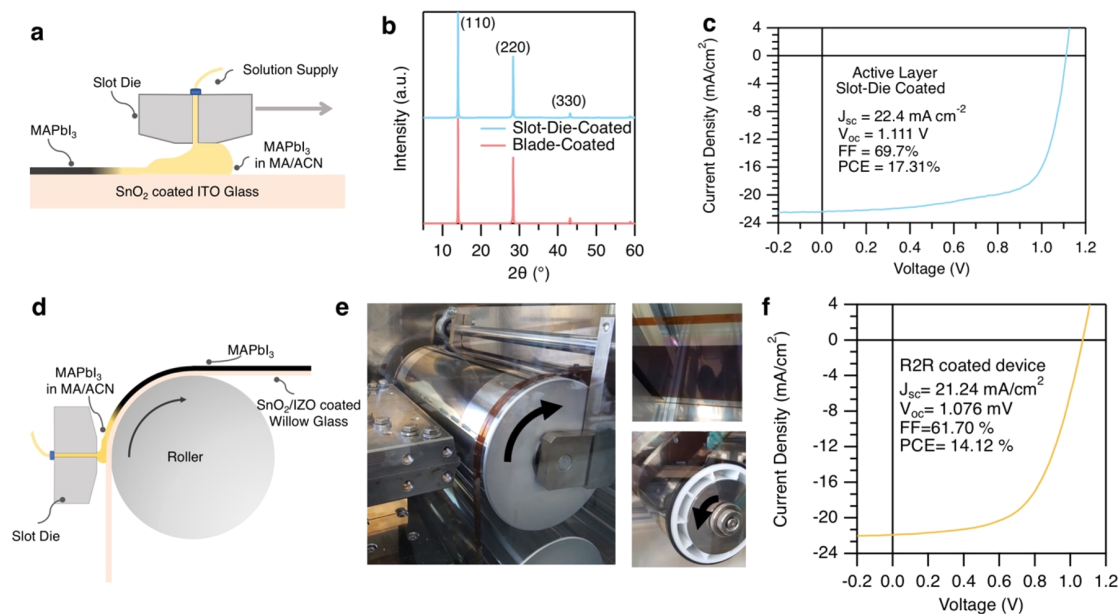 a
Solution Supply
Slot Die
MAPbI₃
MAPbI₃
in MA/ACN
SnO₂ coated ITO Glass
b
Intensity (a.u.)
(110)
(220)
(330)
Slot-Die-Coated
Blade-Coated
10 20 30 40 50 60
2θ (°)
c
Current Density (mA/cm²)
4
0
-4
-8
-12
-16
-20
-24
Active Layer
Slot-Die Coated
Jsc = 22.4 mA cm⁻²
Voc = 1.111 V
FF = 69.7%
PCE = 17.31%
-0.2 0.0 0.2 0.4 0.6 0.8 1.0 1.2
Voltage (V)
d
MAPbI₃
MAPbI₃
in MA/ACN
SnO₂/IZO coated
Willow Glass
Roller
Slot Die
e
f
Current Density (mA/cm²)
4
0
-4
-8
-12
-16
-20
-24
R2R coated device
Jsc= 21.24 mA/cm²
Voc= 1.076 mV
FF=61.70 %
PCE= 14.12 %
-0.2 0.0 0.2 0.4 0.6 0.8 1.0 1.2
Voltage (V)